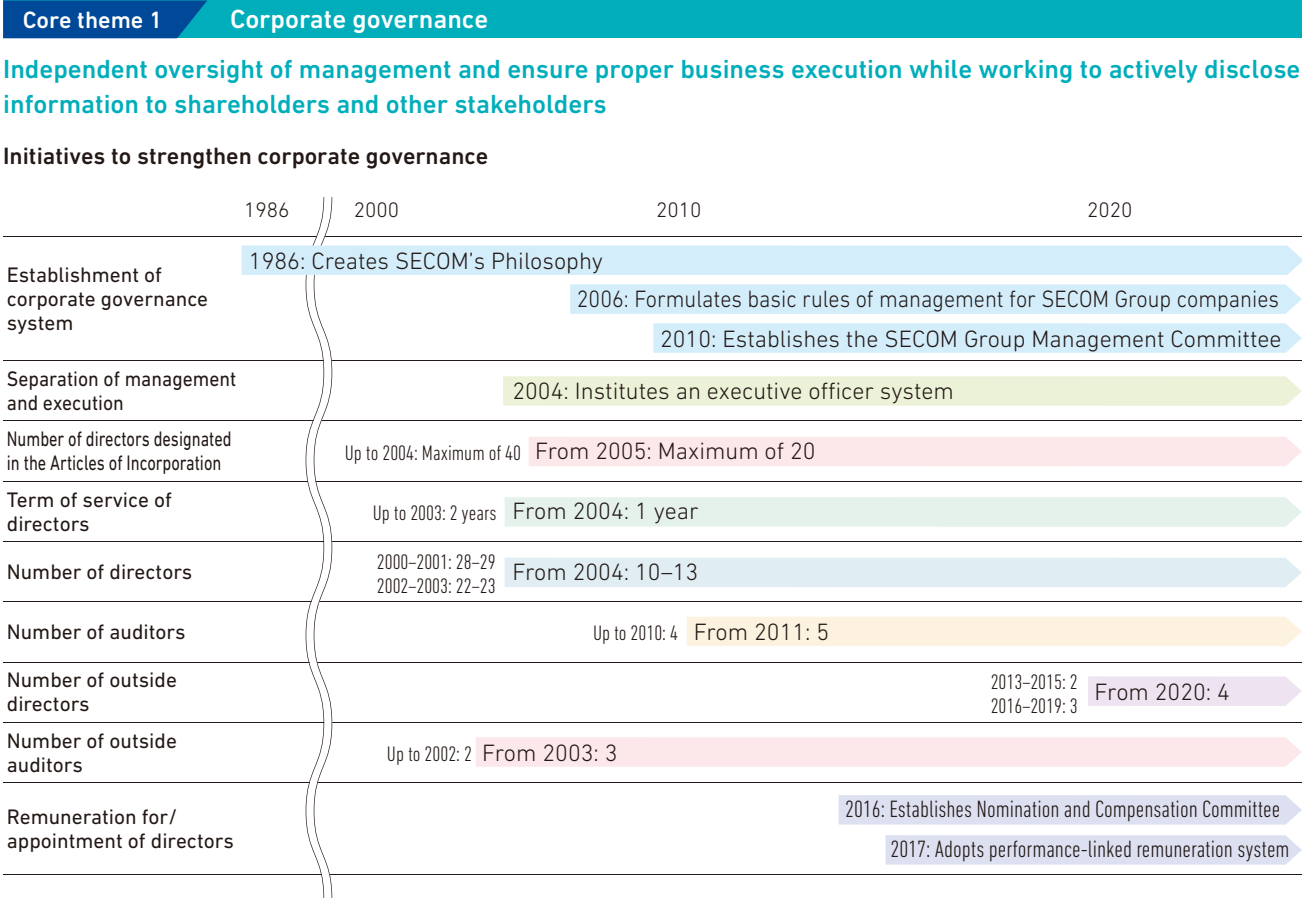 Core theme 1 Corporate governance
Independent oversight of management and ensure proper business execution while working to actively disclose
information to shareholders and other stakeholders
Initiatives to strengthen corporate governance
1986 2000 2010 2020
Establishment of
corporate governance
system
1986: Creates SECOM's Philosophy
2006: Formulates basic rules of management for SECOM Group companies
2010: Establishes the SECOM Group Management Committee
Separation of management
and execution
2004: Institutes an executive officer system
Number of directors designated
in the Articles of Incorporation
Up to 2004: Maximum of 40 From 2005: Maximum of 20
Term of service of
directors
Up to 2003: 2 years From 2004: 1 year
Number of directors
2000–2001: 28–29
2002–2003: 22–23
From 2004: 10–13
Number of auditors
Up to 2010: 4 From 2011: 5
Number of outside
directors
2013–2015: 2
2016–2019: 3
From 2020: 4
Number of outside
auditors
Up to 2002: 2 From 2003: 3
Remuneration for/
appointment of directors
2016: Establishes Nomination and Compensation Committee
2017: Adopts performance-linked remuneration system